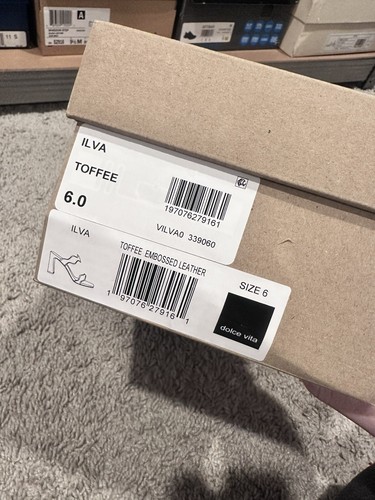 ILVA
TOFFEE
6.0
197076279161
VILVA0 339060
ILVA
TOFFEE EMBOSSED LEATHER
SIZE 6
1 97076 27916 1
dolce vita
A